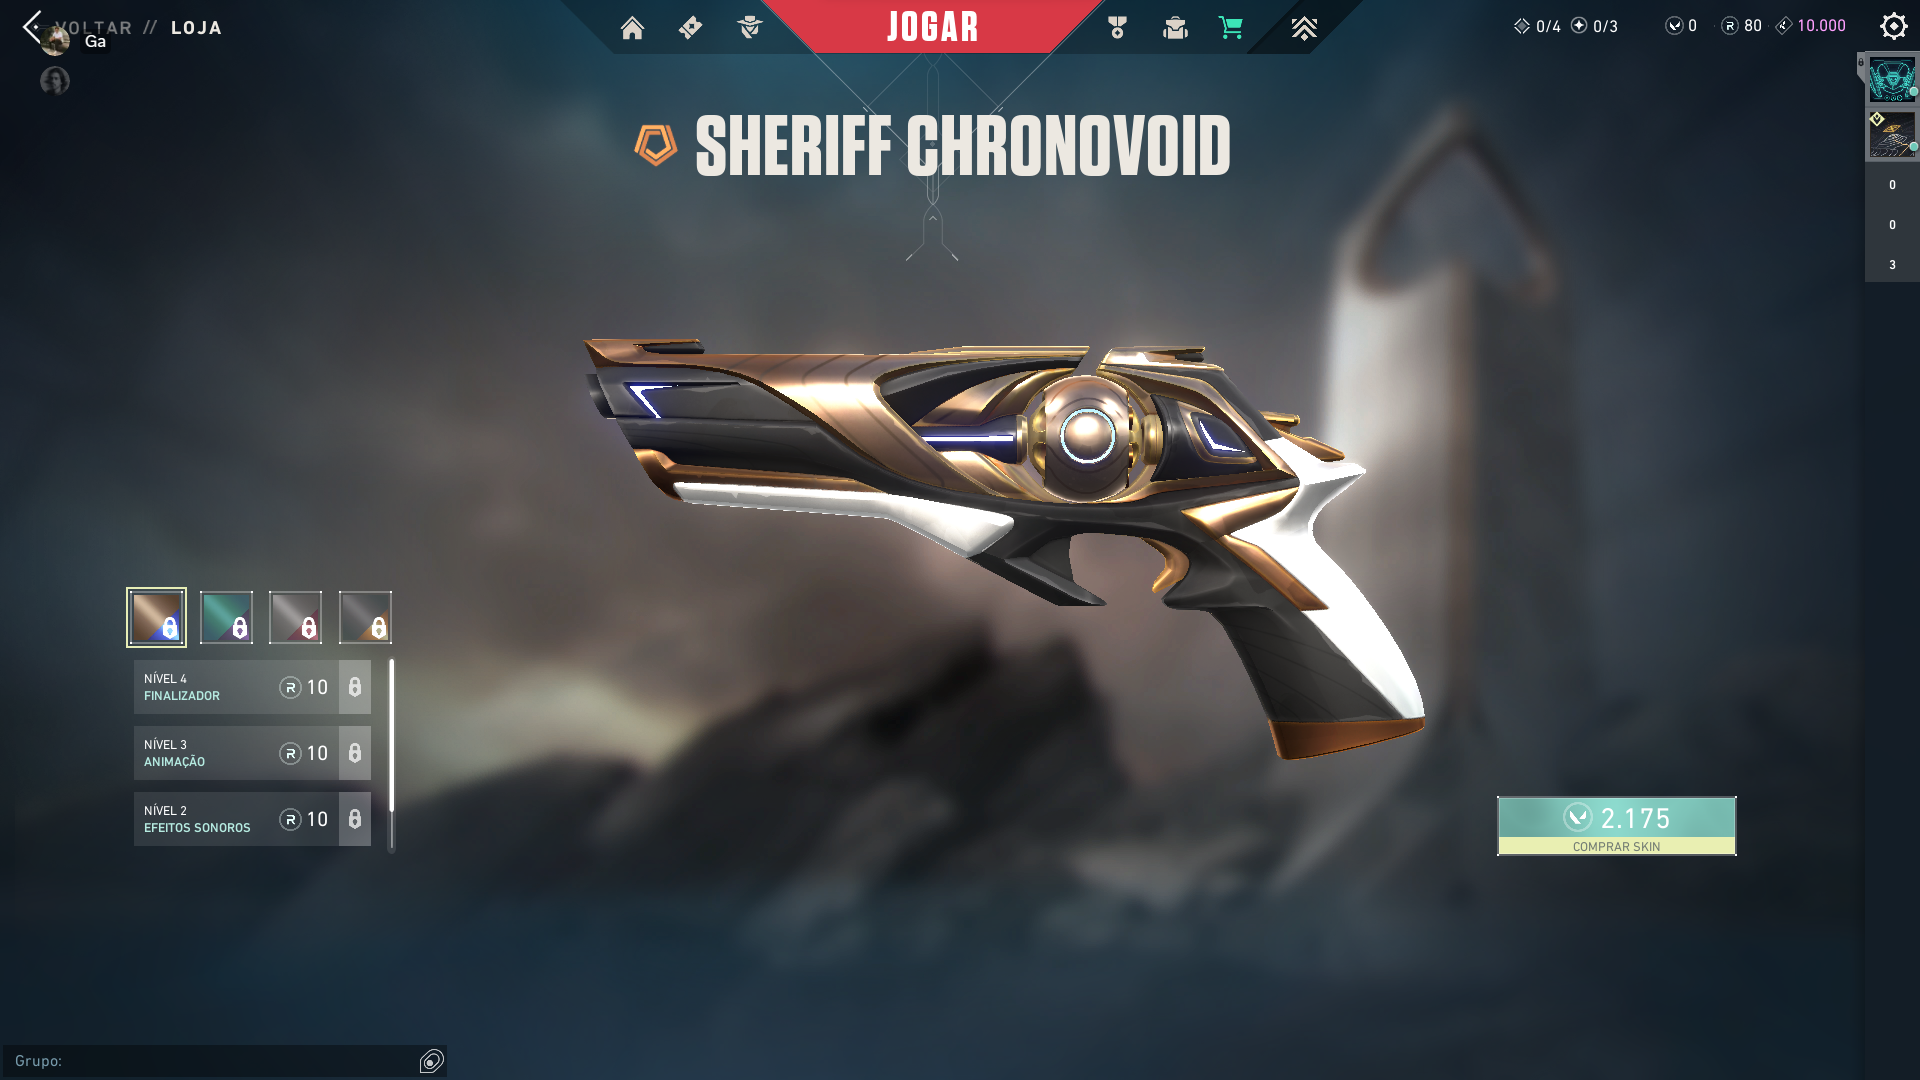 VOLTAR // LOJA
Ga
JOGAR
0/4 0/3 0 R 80 10.000
SHERIFF CHRONOVOID
0
0
3
NÍVEL 4
FINALIZADOR
R 10
NÍVEL 3
ANIMAÇÃO
R 10
NÍVEL 2
EFEITOS SONOROS
R 10
2.175
COMPRAR SKIN
Grupo: